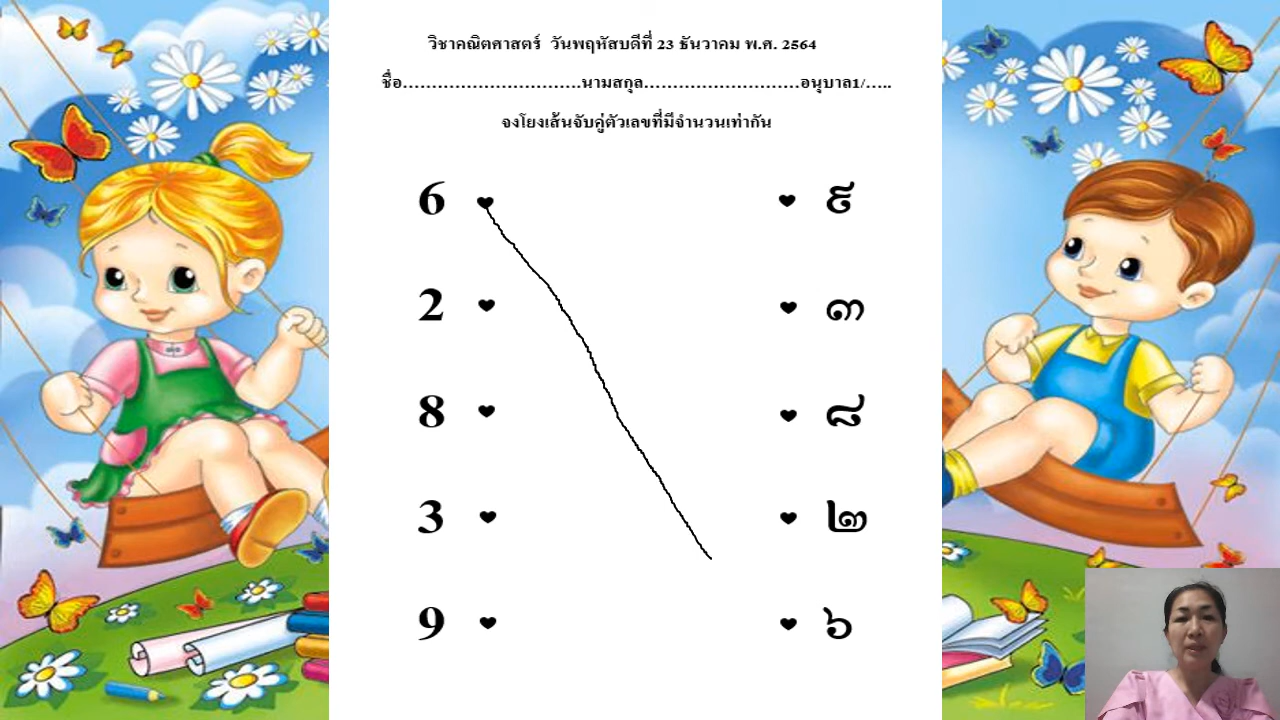 วิชาคณิตศาสตร์ วันพฤหัสบดีที่ 23 ธันวาคม พ.ศ. 2564
ชื่อ................................นามสกุล............................อนุบาล1/.....
จงโยงเส้นจับคู่ตัวเลขที่มีจำนวนเท่ากัน
6 ๙
2 ๓
8 ๘
3 ๒
9 ๖